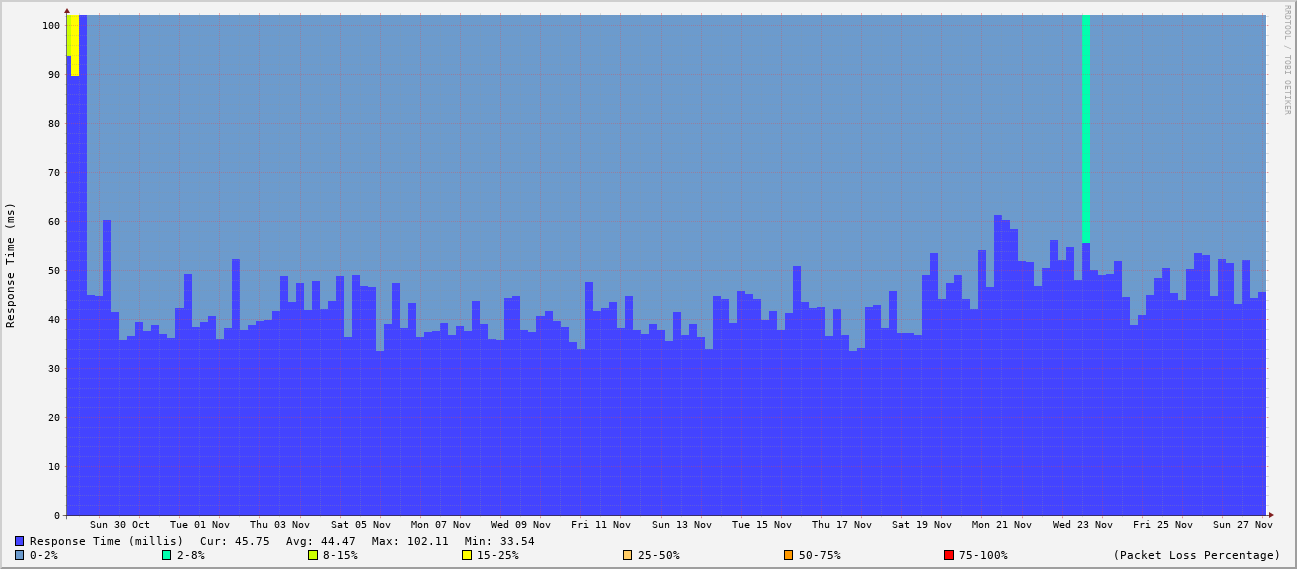 RRDTOOL / TOBI OETIKER
Response Time (ms)
100
90
80
70
60
50
40
30
20
10
0
Sun 30 Oct Tue 01 Nov Thu 03 Nov Sat 05 Nov Mon 07 Nov Wed 09 Nov Fri 11 Nov Sun 13 Nov Tue 15 Nov Thu 17 Nov Sat 19 Nov Mon 21 Nov Wed 23 Nov Fri 25 Nov Sun 27 Nov
Response Time (millis) Cur: 45.75 Avg: 44.47 Max: 102.11 Min: 33.54
0-2% 2-8% 8-15% 15-25% 25-50% 50-75% 75-100% (Packet Loss Percentage)